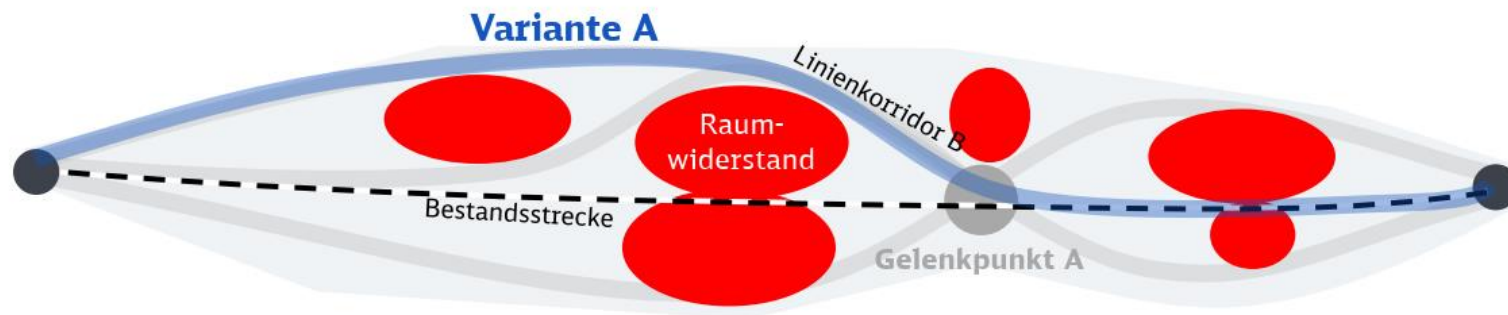 Variante A
Linienkorridor B
Raum-
widerstand
Bestandsstrecke
Gelenkpunkt A